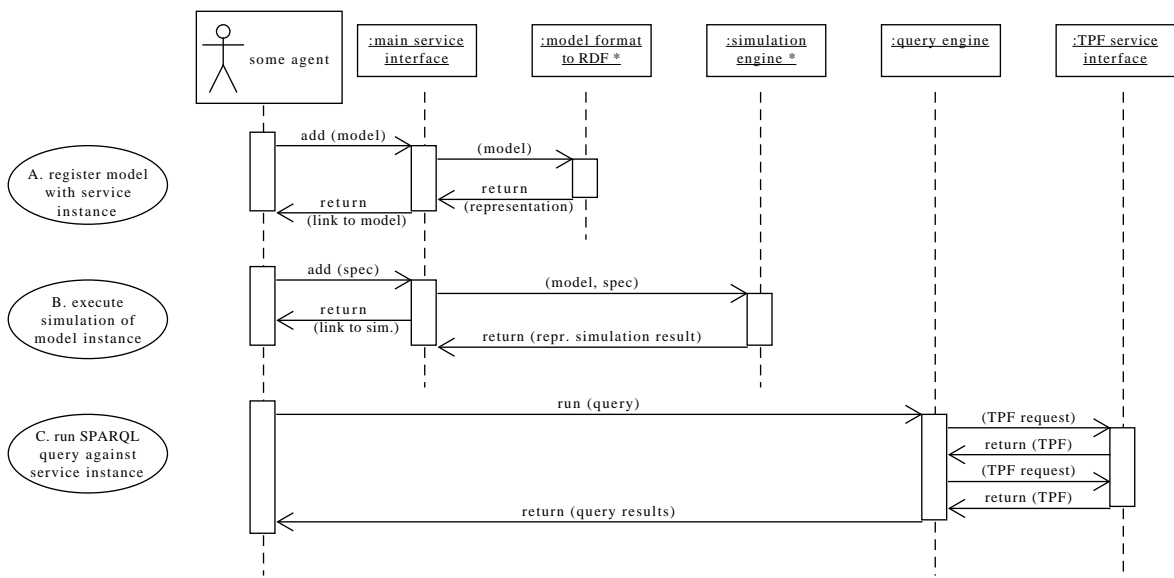 some agent
:main service
interface
:model format
to RDF *
:simulation
engine *
:query engine
:TPF service
interface
A. register model
with service
instance
add (model)
(model)
return
(representation)
return
(link to model)
B. execute
simulation of
model instance
add (spec)
(model, spec)
return
(link to sim.)
return (repr. simulation result)
C. run SPARQL
query against
service instance
run (query)
(TPF request)
return (TPF)
(TPF request)
return (TPF)
return (query results)